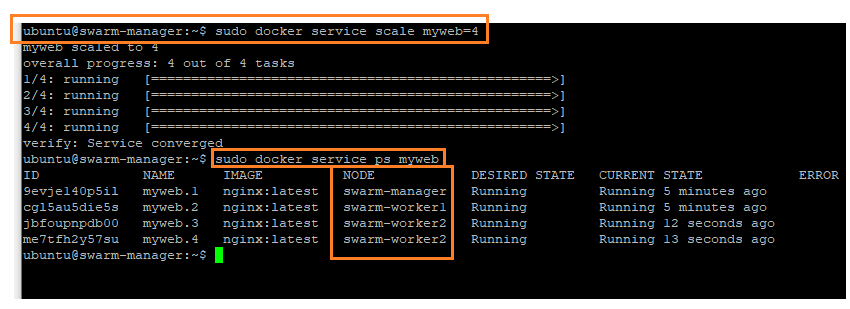 ubuntu@swarm-manager:~$ sudo docker service scale myweb=4
myweb scaled to 4
overall progress: 4 out of 4 tasks
1/4: running   [==================================================>]
2/4: running   [==================================================>]
3/4: running   [==================================================>]
4/4: running   [==================================================>]
verify: Service converged
ubuntu@swarm-manager:~$ sudo docker service ps myweb
ID             NAME      IMAGE          NODE            DESIRED STATE   CURRENT STATE            ERROR
9evje140p5il   myweb.1   nginx:latest   swarm-manager   Running         Running 5 minutes ago
cgl5au5die5s   myweb.2   nginx:latest   swarm-worker1   Running         Running 5 minutes ago
jbfoupnpdb00   myweb.3   nginx:latest   swarm-worker2   Running         Running 12 seconds ago
me7tfh2y57su   myweb.4   nginx:latest   swarm-worker2   Running         Running 13 seconds ago
ubuntu@swarm-manager:~$